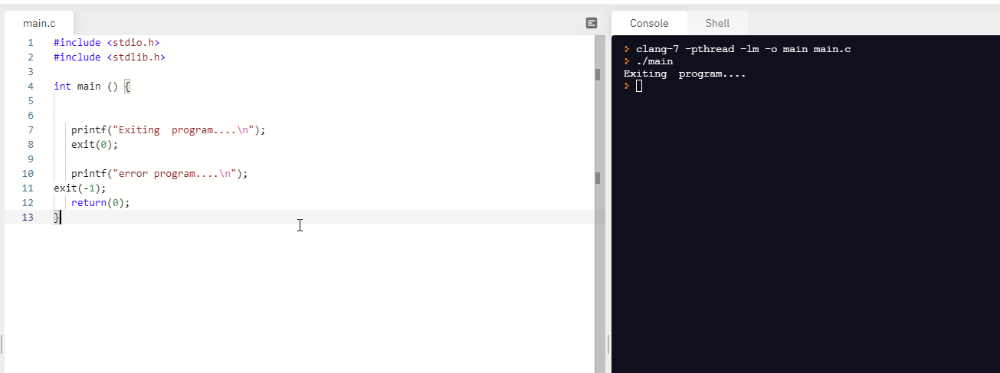 main.c
1 #include <stdio.h>
2 #include <stdlib.h>
3
4 int main () {
5
6
7 printf("Exiting  program....\n");
8 exit(0);
9
10 printf("error program....\n");
11 exit(-1);
12 return(0);
13 }
Console Shell
> clang-7 -pthread -lm -o main main.c
> ./main
Exiting  program....
>